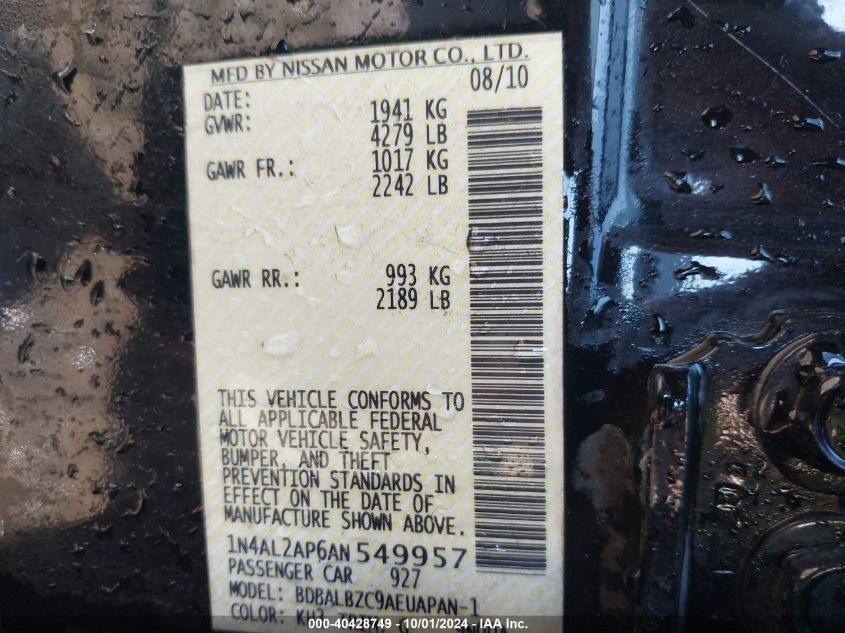 MFD BY NISSAN MOTOR CO., LTD.
DATE: 08/10
GVWR: 1941 KG
4279 LB
GAWR FR.: 1017 KG
2242 LB
GAWR RR.: 993 KG
2189 LB
THIS VEHICLE CONFORMS TO
ALL APPLICABLE FEDERAL
MOTOR VEHICLE SAFETY,
BUMPER, AND THEFT
PREVENTION STANDARDS IN
EFFECT ON THE DATE OF
MANUFACTURE SHOWN ABOVE.
1N4AL2AP6AN549957
PASSENGER CAR 927
MODEL: BDBALBZC9AEUAPAN-1
COLOR: KH3
000-40428749 - 10/01/2024 - IAA Inc.